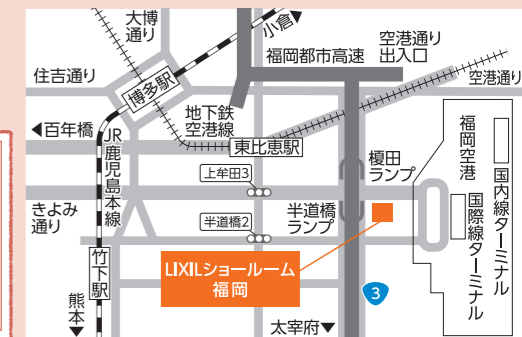 大博
通り
小倉▶
福岡都市高速
空港通り
出入口
住吉通り
博多駅
空港通り
地下鉄
空港線
◀百年橋
東比恵駅
JR鹿児島本線
上牟田3
榎田
ランプ
福岡空港
国内線ターミナル
国際線ターミナル
きよみ
通り
半道橋2
半道橋
ランプ
竹下駅
LIXILショールーム
福岡
3
熊本▼
太宰府▼